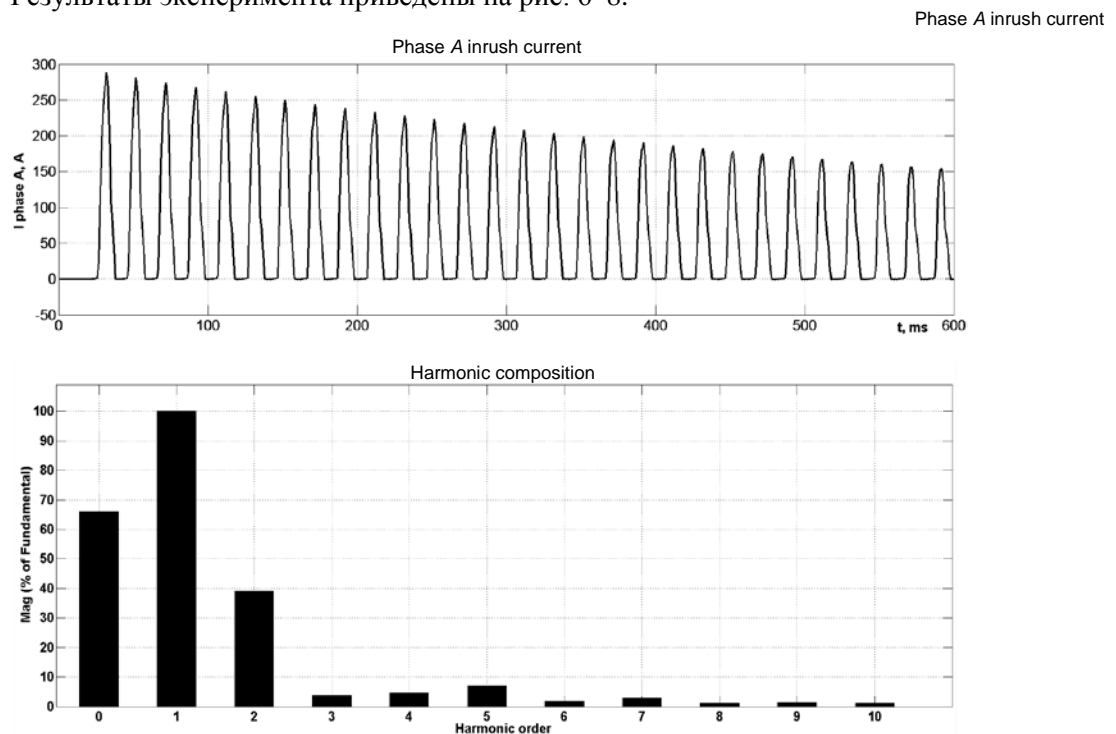 Результаты эксперимента приведены на рис. 6–8.
Phase A inrush current
Phase A inrush current
300
250
200
150
100
50
0
-50
I phase A, A
0 100 200 300 400 500 t, ms 600
Harmonic composition
100
90
80
70
60
50
40
30
20
10
0
Mag (% of Fundamental)
0 1 2 3 4 5 6 7 8 9 10
Harmonic order